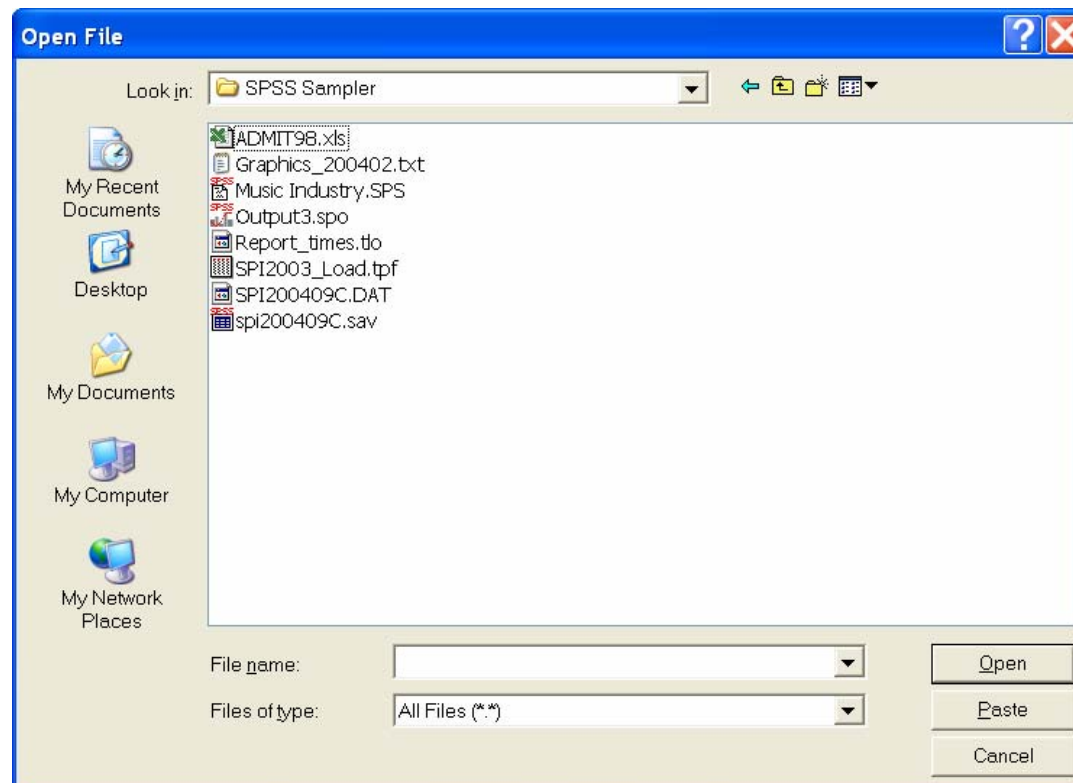 Open File
Look in: SPSS Sampler
My Recent Documents
Desktop
My Documents
My Computer
My Network Places
ADMIT98.xls
Graphics_200402.txt
Music Industry.SPS
Output3.spo
Report_times.tlo
SPI2003_Load.tpf
SPI200409C.DAT
spi200409C.sav
File name:
Open
Files of type: All Files (*.*)
Paste
Cancel